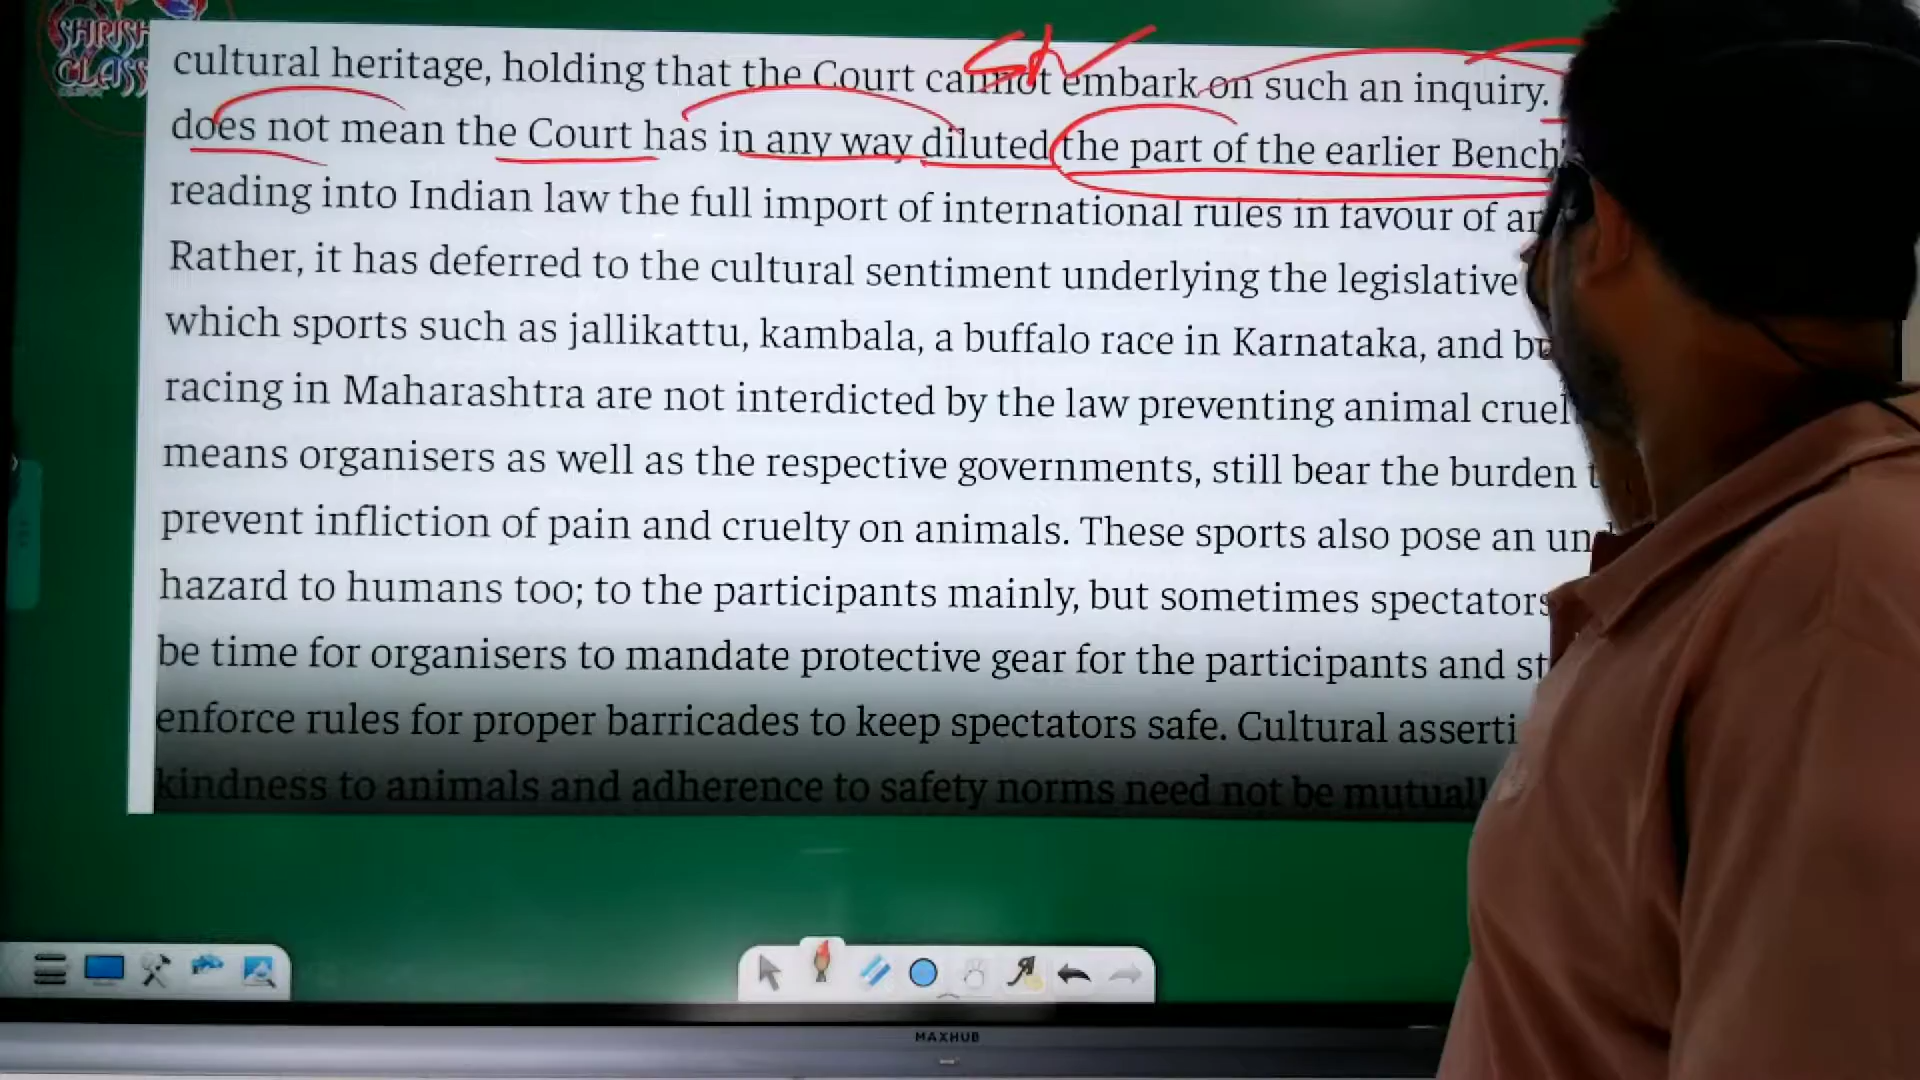 SHIRISH
CLASS
SN
cultural heritage, holding that the Court cannot embark on such an inquiry.
does not mean the Court has in any way diluted the part of the earlier Bench
reading into Indian law the full import of international rules in favour of
Rather, it has deferred to the cultural sentiment underlying the legislative
which sports such as jallikattu, kambala, a buffalo race in Karnataka, and
racing in Maharashtra are not interdicted by the law preventing animal
means organisers as well as the respective governments, still bear the burden
prevent infliction of pain and cruelty on animals. These sports also pose an
hazard to humans too; to the participants mainly, but sometimes spectators
be time for organisers to mandate protective gear for the participants and
enforce rules for proper barricades to keep spectators safe. Cultural
kindness to animals and adherence to safety norms need not be
MAXHUB